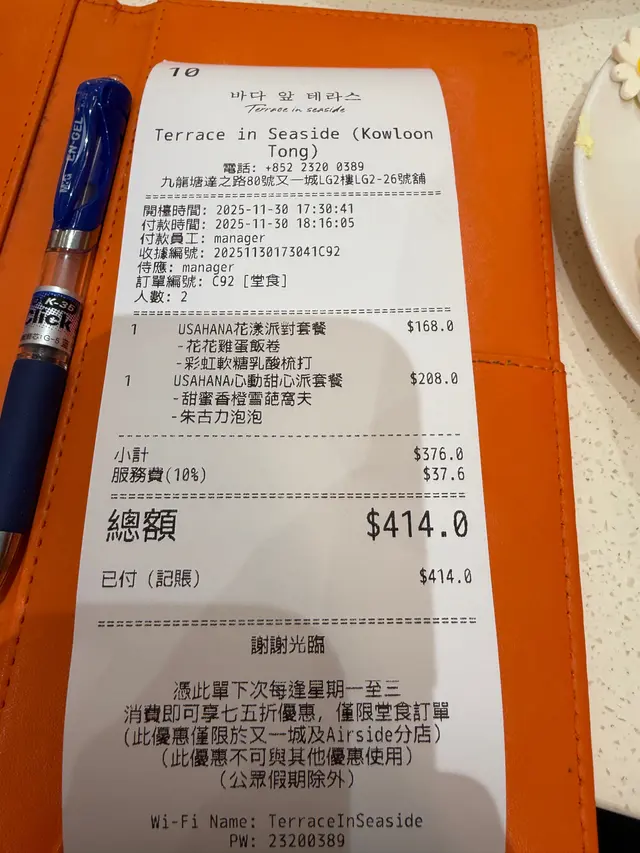 10
바다 앞 테라스
Terrace in seaside
Terrace in Seaside (Kowloon
Tong)
電話: +852 2320 0389
九龍塘達之路80號又一城LG2樓LG2-26號舖
開檯時間: 2025-11-30 17:30:41
付款時間: 2025-11-30 18:16:05
付款員工: manager
收據編號: 20251130173041C92
侍應: manager
訂單編號: C92 [堂食]
人數: 2
1 USAHANA花漾派對套餐 $168.0
-花花雞蛋飯卷
-彩虹軟糖乳酸梳打
1 USAHANA心動甜心派套餐 $208.0
-甜蜜香橙雪葩窩夫
-朱古力泡泡
小計 $376.0
服務費(10%) $37.6
總額 $414.0
已付 (記賬) $414.0
謝謝光臨
憑此單下次每逢星期一至三
消費即可享七五折優惠, 僅限堂食訂單
(此優惠僅限於又一城及Airside分店)
(此優惠不可與其他優惠使用)
(公眾假期除外)
Wi-Fi Name: TerraceInSeaside
PW: 23200389
EN-GEL
K-35
click